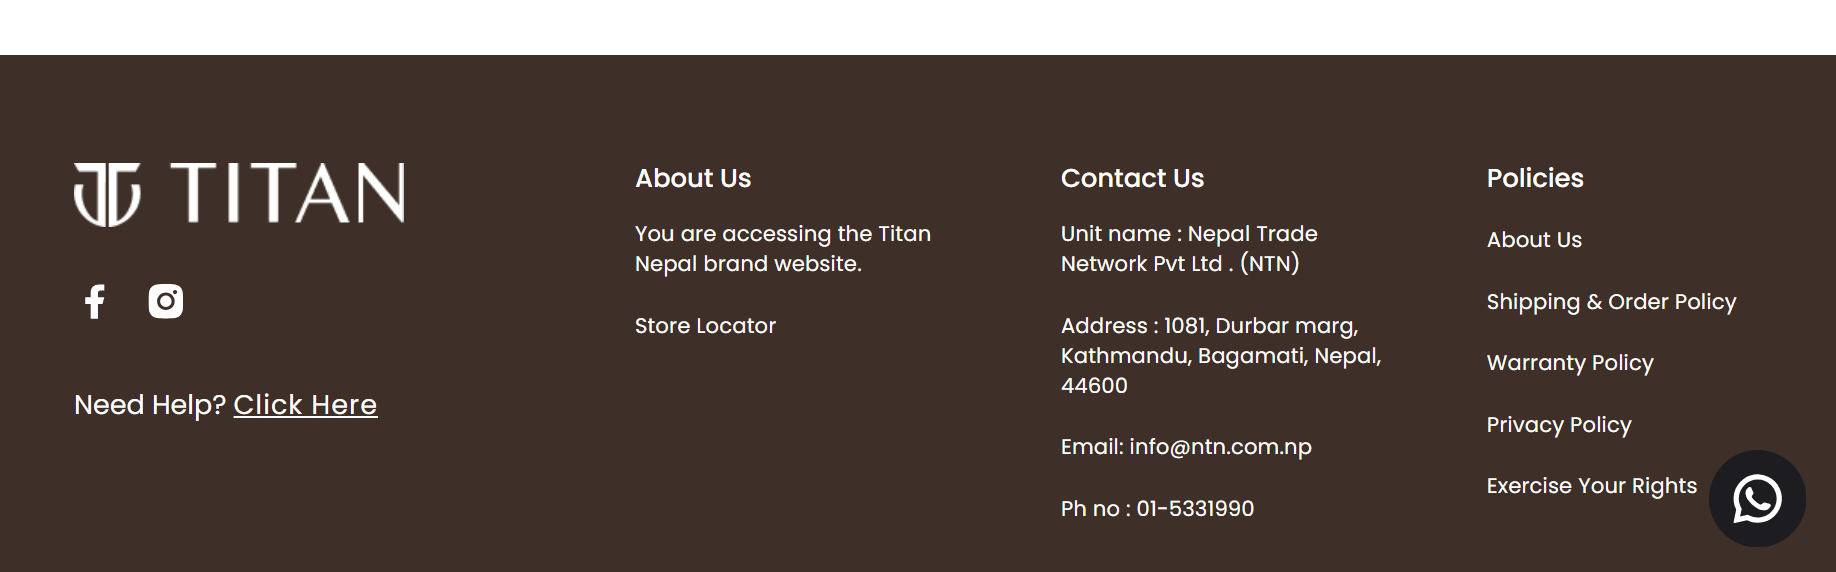 TITAN
Need Help? Click Here
About Us
You are accessing the Titan
Nepal brand website.
Store Locator
Contact Us
Unit name : Nepal Trade
Network Pvt Ltd . (NTN)
Address : 1081, Durbar marg,
Kathmandu, Bagamati, Nepal,
44600
Email: info@ntn.com.np
Ph no : 01-5331990
Policies
About Us
Shipping & Order Policy
Warranty Policy
Privacy Policy
Exercise Your Rights